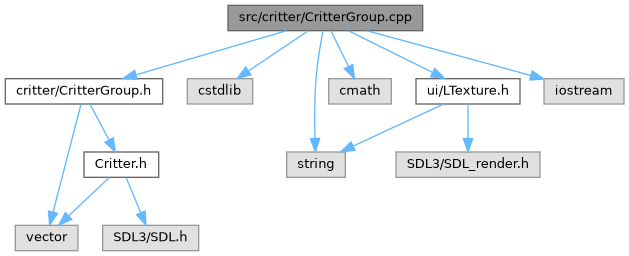 src/critter/CritterGroup.cpp
critter/CritterGroup.h
cstdlib
cmath
ui/LTexture.h
iostream
Critter.h
string
SDL3/SDL_render.h
vector
SDL3/SDL.h